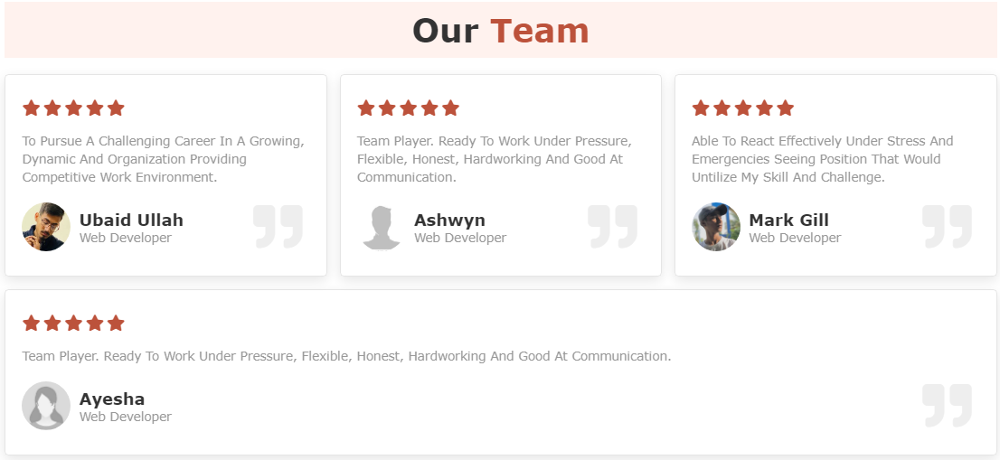 Our Team
To Pursue A Challenging Career In A Growing,
Dynamic And Organization Providing
Competitive Work Environment.
Ubaid Ullah
Web Developer
Team Player. Ready To Work Under Pressure,
Flexible, Honest, Hardworking And Good At
Communication.
Ashwyn
Web Developer
Able To React Effectively Under Stress And
Emergencies Seeing Position That Would
Untilize My Skill And Challenge.
Mark Gill
Web Developer
Team Player. Ready To Work Under Pressure, Flexible, Honest, Hardworking And Good At Communication.
Ayesha
Web Developer